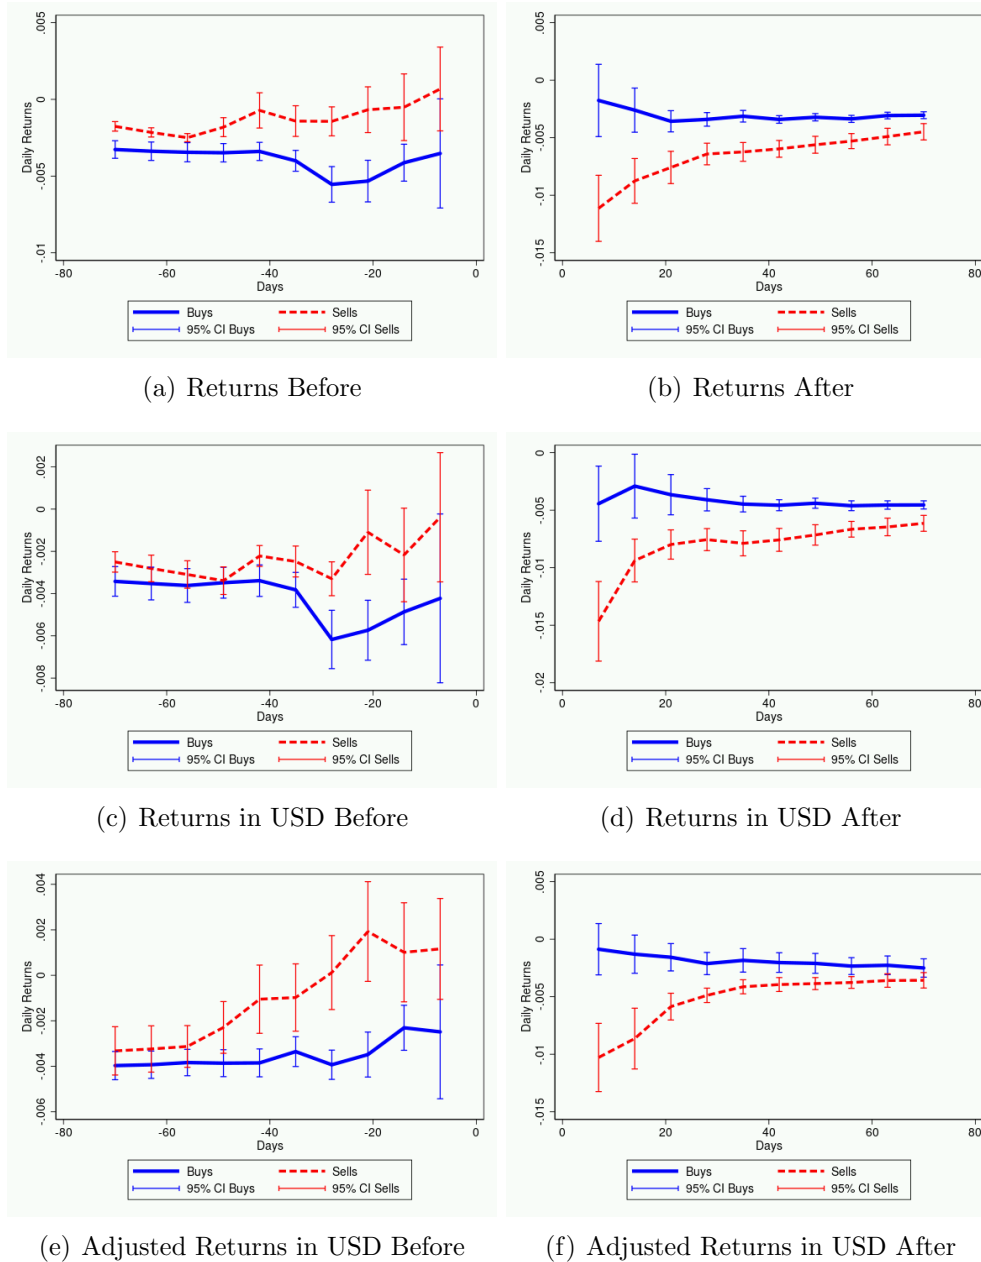 .005
0
-.005
-.01
Daily Returns
-80 -60 -40 -20 0
Days
Buys Sells
95% CI Buys 95% CI Sells
(a) Returns Before
.005
0
-.005
-.01
-.015
Daily Returns
0 20 40 60 80
Days
Buys Sells
95% CI Buys 95% CI Sells
(b) Returns After
.002
0
-.002
-.004
-.006
-.008
Daily Returns
-80 -60 -40 -20 0
Days
Buys Sells
95% CI Buys 95% CI Sells
(c) Returns in USD Before
0
-.005
-.01
-.015
-.02
Daily Returns
0 20 40 60 80
Days
Buys Sells
95% CI Buys 95% CI Sells
(d) Returns in USD After
.004
.002
0
-.002
-.004
-.006
Daily Returns
-80 -60 -40 -20 0
Days
Buys Sells
95% CI Buys 95% CI Sells
(e) Adjusted Returns in USD Before
.005
0
-.005
-.01
-.015
Daily Returns
0 20 40 60 80
Days
Buys Sells
95% CI Buys 95% CI Sells
(f) Adjusted Returns in USD After